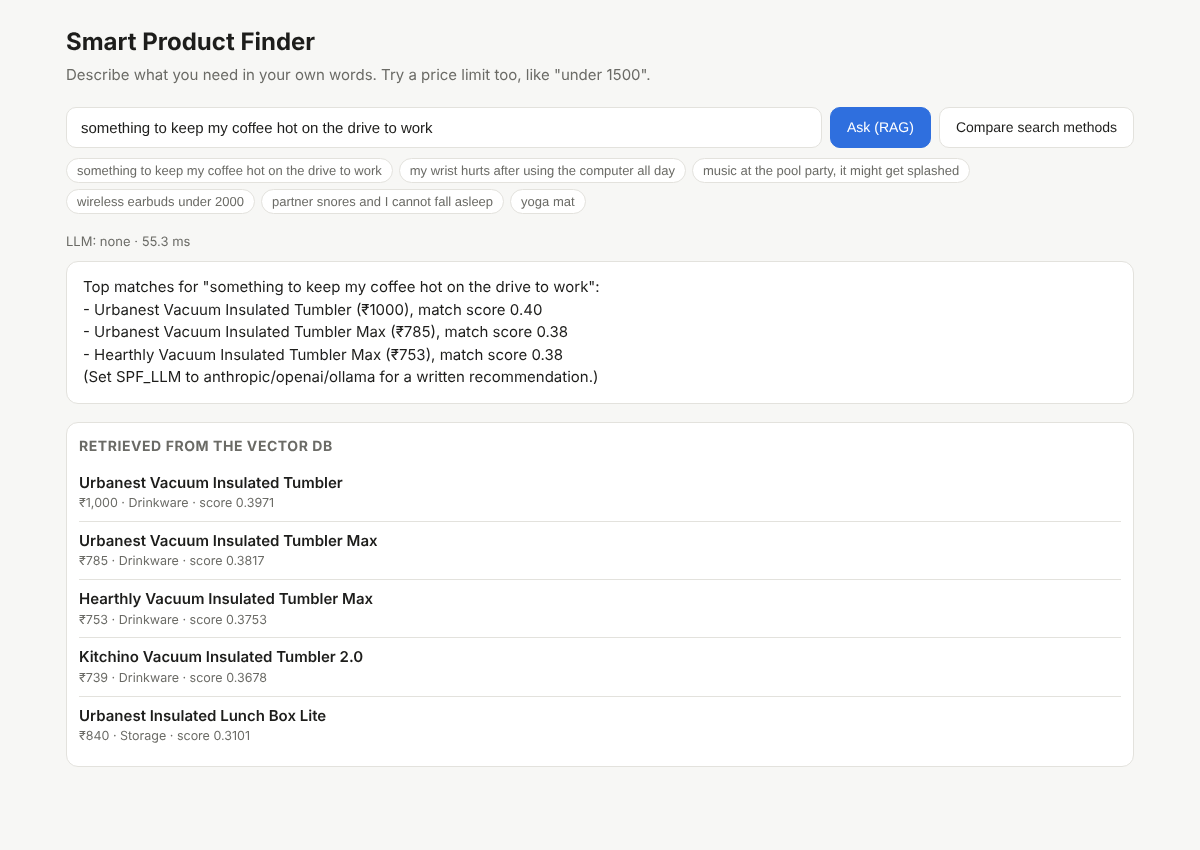 Smart Product Finder
Describe what you need in your own words. Try a price limit too, like "under 1500".
something to keep my coffee hot on the drive to work
Ask (RAG)
Compare search methods
something to keep my coffee hot on the drive to work
my wrist hurts after using the computer all day
music at the pool party, it might get splashed
wireless earbuds under 2000
partner snores and I cannot fall asleep
yoga mat
LLM: none · 55.3 ms
Top matches for "something to keep my coffee hot on the drive to work":
- Urbanest Vacuum Insulated Tumbler (₹1000), match score 0.40
- Urbanest Vacuum Insulated Tumbler Max (₹785), match score 0.38
- Hearthly Vacuum Insulated Tumbler Max (₹753), match score 0.38
(Set SPF_LLM to anthropic/openai/ollama for a written recommendation.)
RETRIEVED FROM THE VECTOR DB
Urbanest Vacuum Insulated Tumbler
₹1,000 · Drinkware · score 0.3971
Urbanest Vacuum Insulated Tumbler Max
₹785 · Drinkware · score 0.3817
Hearthly Vacuum Insulated Tumbler Max
₹753 · Drinkware · score 0.3753
Kitchino Vacuum Insulated Tumbler 2.0
₹739 · Drinkware · score 0.3678
Urbanest Insulated Lunch Box Lite
₹840 · Storage · score 0.3101